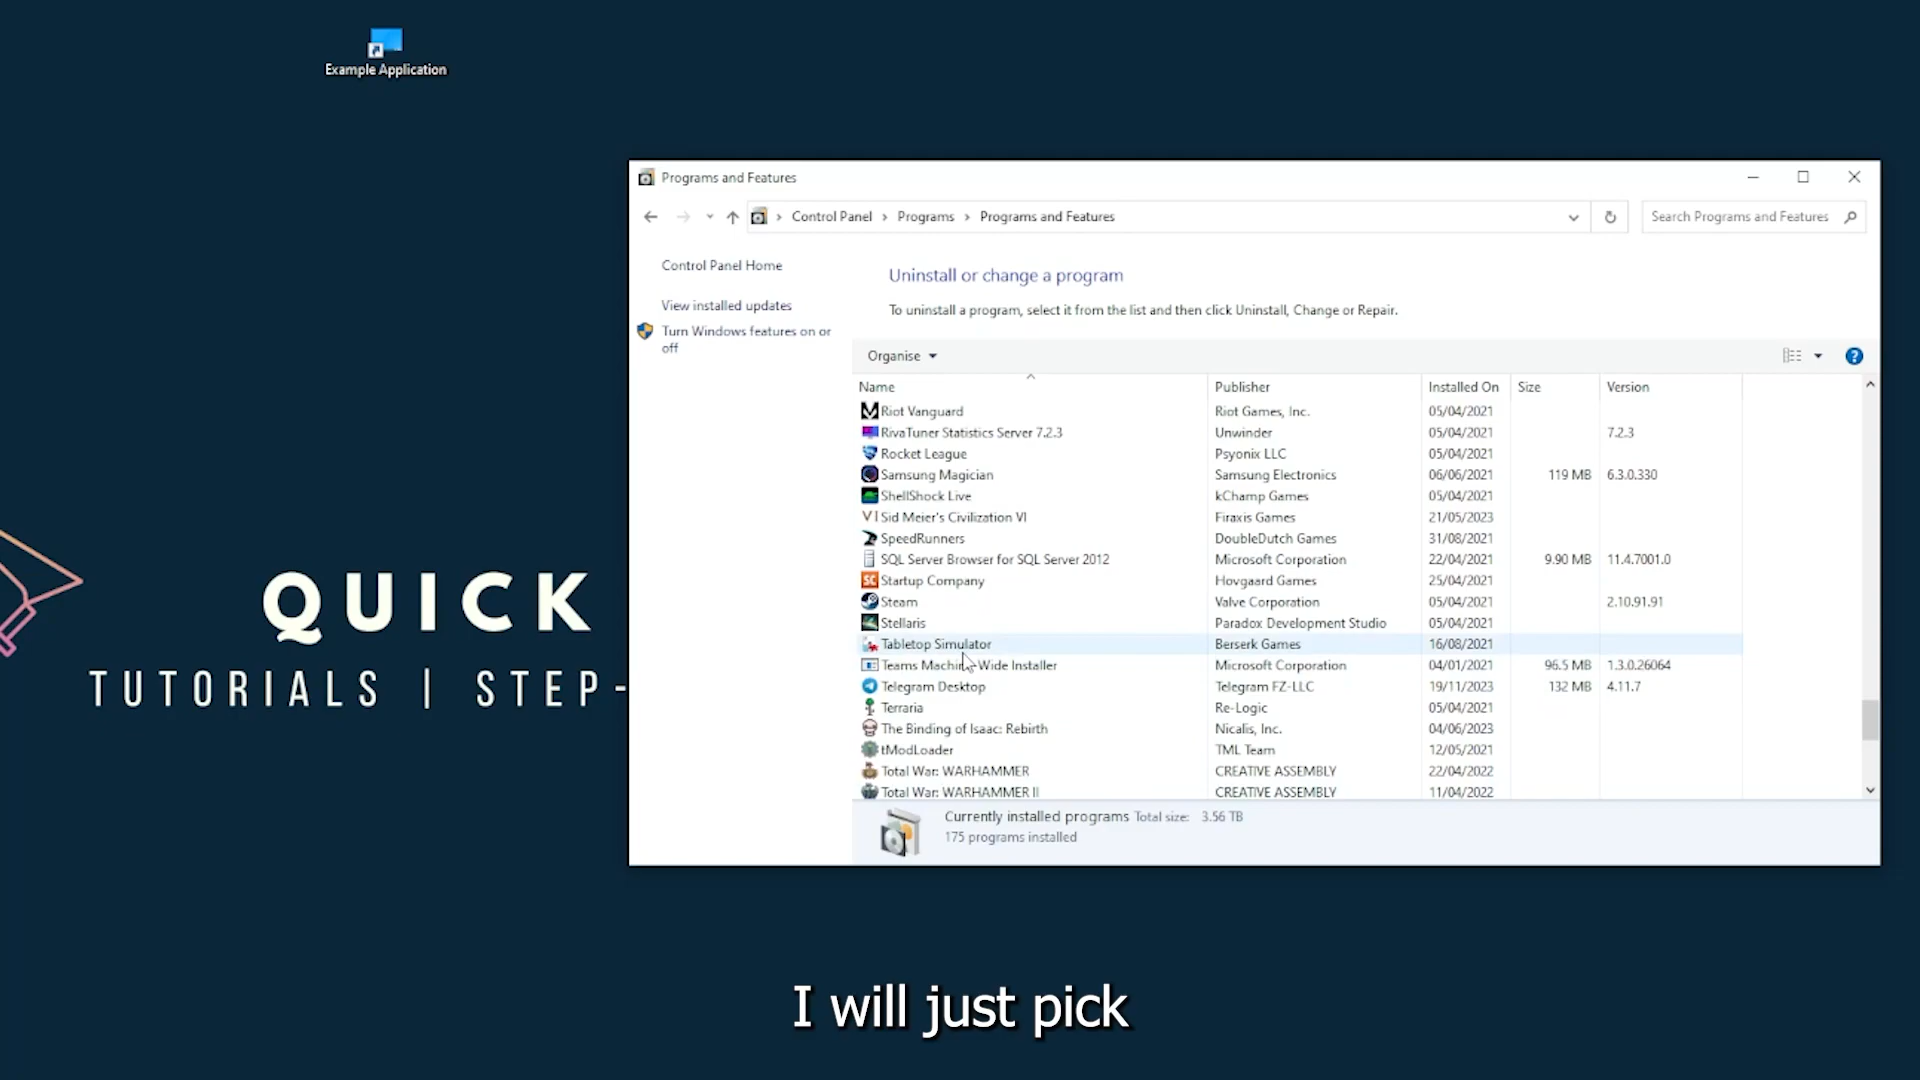 Example Application
Programs and Features
Control Panel > Programs > Programs and Features
Search Programs and Features
Control Panel Home
View installed updates
Turn Windows features on or
off
Uninstall or change a program
To uninstall a program, select it from the list and then click Uninstall, Change or Repair.
Organise
Name Publisher Installed On Size Version
Riot Vanguard Riot Games, Inc. 05/04/2021
RivaTuner Statistics Server 7.2.3 Unwinder 05/04/2021 7.2.3
Rocket League Psyonix LLC 05/04/2021
Samsung Magician Samsung Electronics 06/06/2021 119 MB 6.3.0.330
ShellShock Live kChamp Games 05/04/2021
VI Sid Meier's Civilization VI Firaxis Games 21/05/2023
SpeedRunners DoubleDutch Games 31/08/2021
SQL Server Browser for SQL Server 2012 Microsoft Corporation 22/04/2021 9.90 MB 11.4.7001.0
SC Startup Company Hovgaard Games 25/04/2021
Steam Valve Corporation 05/04/2021 2.10.91.91
Stellaris Paradox Development Studio 05/04/2021
Tabletop Simulator Berserk Games 16/08/2021
Teams Machine-Wide Installer Microsoft Corporation 04/01/2021 96.5 MB 1.3.0.26064
Telegram Desktop Telegram FZ-LLC 19/11/2023 132 MB 4.11.7
Terraria Re-Logic 05/04/2021
The Binding of Isaac: Rebirth Nicalis, Inc. 04/06/2023
tModLoader TML Team 12/05/2021
Total War: WARHAMMER CREATIVE ASSEMBLY 22/04/2022
Total War: WARHAMMER II CREATIVE ASSEMBLY 11/04/2022
Currently installed programs Total size: 3.56 TB
175 programs installed
QUICK
TUTORIALS | STEP-
I will just pick